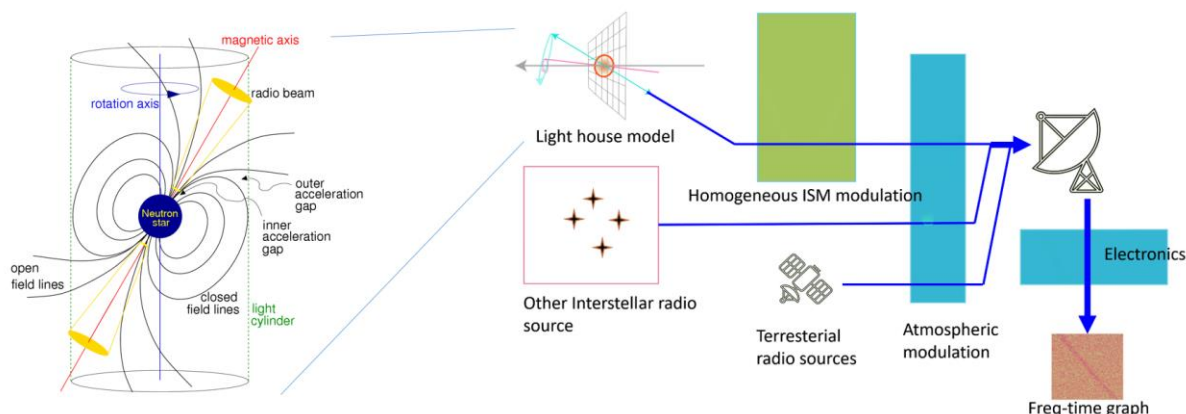 magnetic axis
rotation axis
radio beam
outer
acceleration
gap
Neutron
star
inner
acceleration
gap
open
field lines
closed
field lines
light
cylinder
Light house model
Homogeneous ISM modulation
Other Interstellar radio
source
Terresterial
radio sources
Atmospheric
modulation
Electronics
Freq-time graph